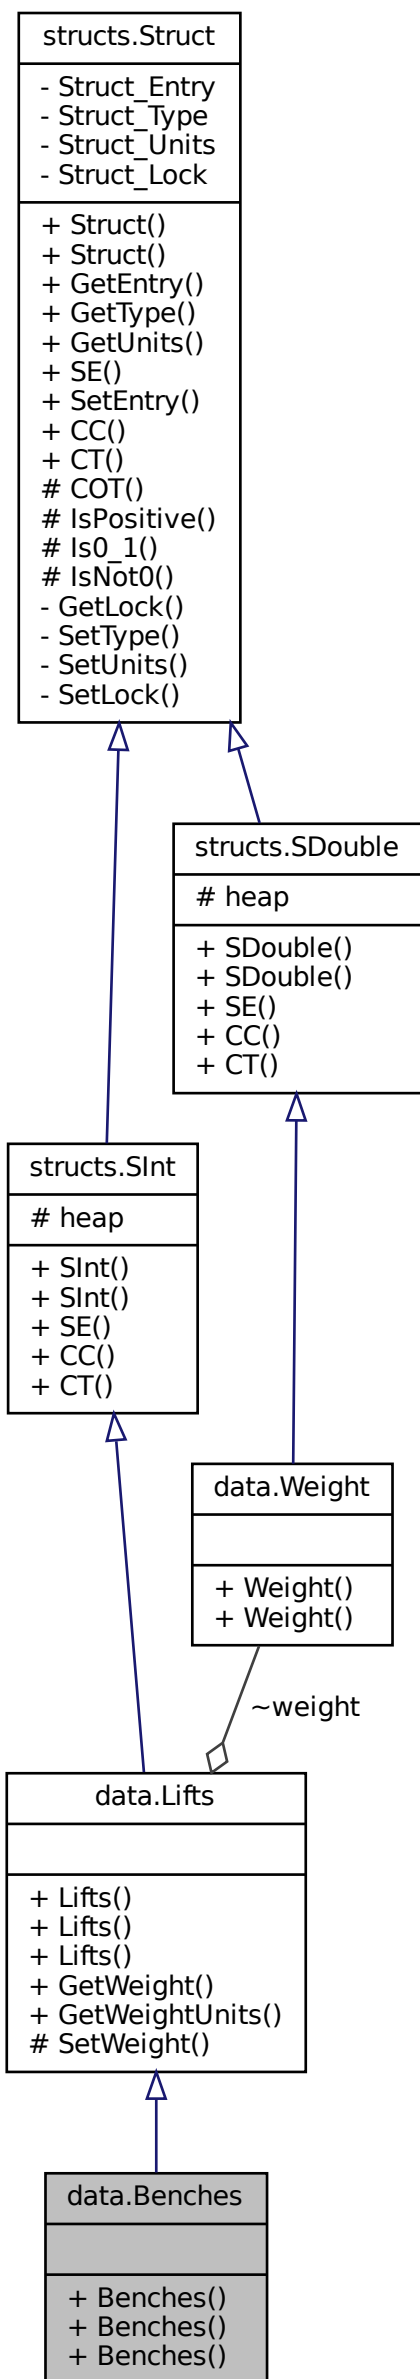 structs.Struct
- Struct_Entry
- Struct_Type
- Struct_Units
- Struct_Lock
+ Struct()
+ Struct()
+ GetEntry()
+ GetType()
+ GetUnits()
+ SE()
+ SetEntry()
+ CC()
+ CT()
# COT()
# IsPositive()
# Is0_1()
# IsNot0()
- GetLock()
- SetType()
- SetUnits()
- SetLock()
structs.SDouble
# heap
+ SDouble()
+ SDouble()
+ SE()
+ CC()
+ CT()
structs.SInt
# heap
+ SInt()
+ SInt()
+ SE()
+ CC()
+ CT()
data.Weight
+ Weight()
+ Weight()
~weight
data.Lifts
+ Lifts()
+ Lifts()
+ Lifts()
+ GetWeight()
+ GetWeightUnits()
# SetWeight()
data.Benches
+ Benches()
+ Benches()
+ Benches()